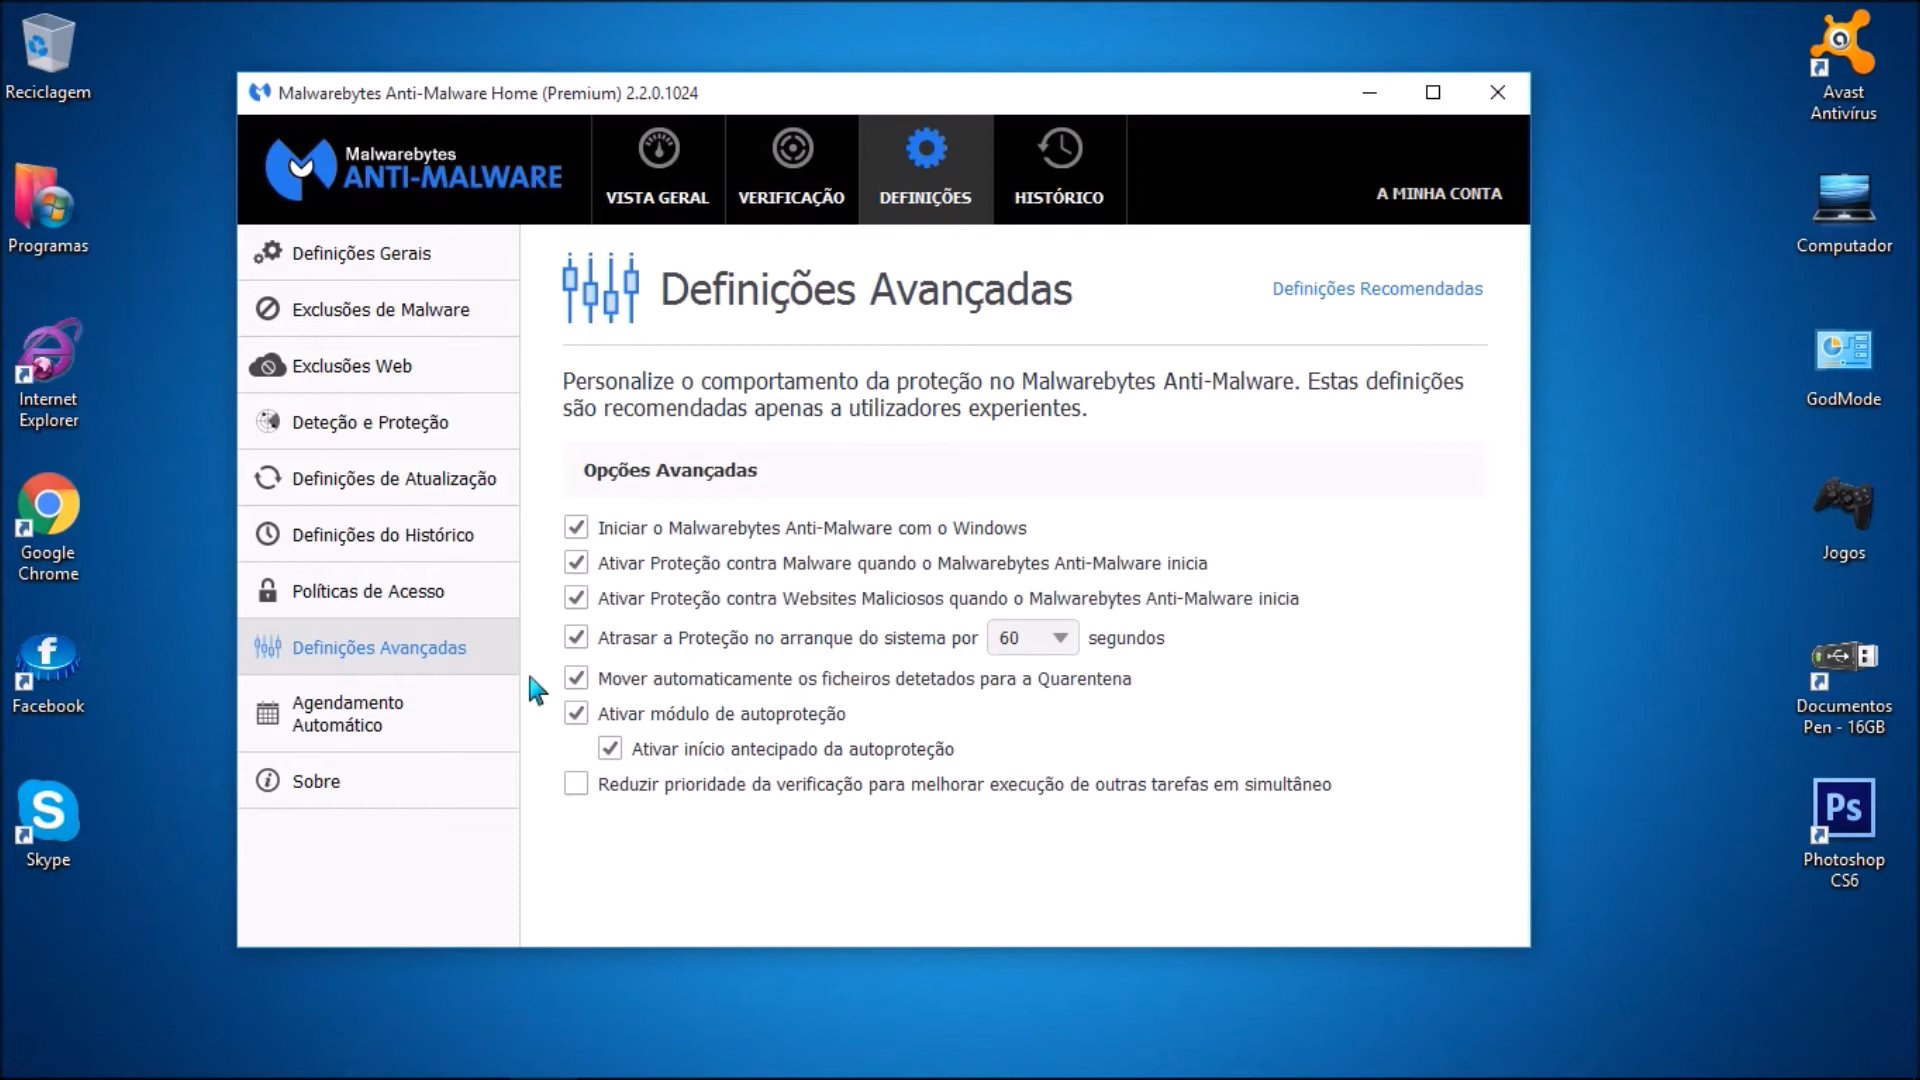 Reciclagem
Programas
Internet
Explorer
Google
Chrome
Facebook
Skype
Malwarebytes Anti-Malware Home (Premium) 2.2.0.1024
Malwarebytes
ANTI-MALWARE
VISTA GERAL
VERIFICAÇÃO
DEFINIÇÕES
HISTÓRICO
A MINHA CONTA
Definições Gerais
Exclusões de Malware
Exclusões Web
Deteção e Proteção
Definições de Atualização
Definições do Histórico
Políticas de Acesso
Definições Avançadas
Agendamento
Automático
Sobre
Definições Avançadas
Definições Recomendadas
Personalize o comportamento da proteção no Malwarebytes Anti-Malware. Estas definições
são recomendadas apenas a utilizadores experientes.
Opções Avançadas
Iniciar o Malwarebytes Anti-Malware com o Windows
Ativar Proteção contra Malware quando o Malwarebytes Anti-Malware inicia
Ativar Proteção contra Websites Maliciosos quando o Malwarebytes Anti-Malware inicia
Atrasar a Proteção no arranque do sistema por 60 segundos
Mover automaticamente os ficheiros detetados para a Quarentena
Ativar módulo de autoproteção
Ativar início antecipado da autoproteção
Reduzir prioridade da verificação para melhorar execução de outras tarefas em simultâneo
Avast
Antivírus
Computador
GodMode
Jogos
Documentos
Pen - 16GB
Ps
Photoshop
CS6